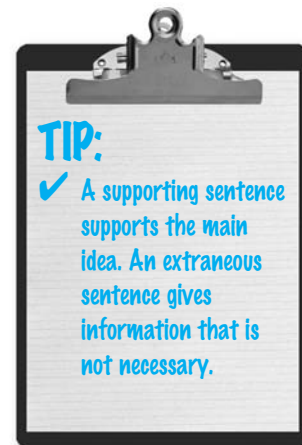 TIP:
✔ A supporting sentence
supports the main
idea. An extraneous
sentence gives
information that is
not necessary.